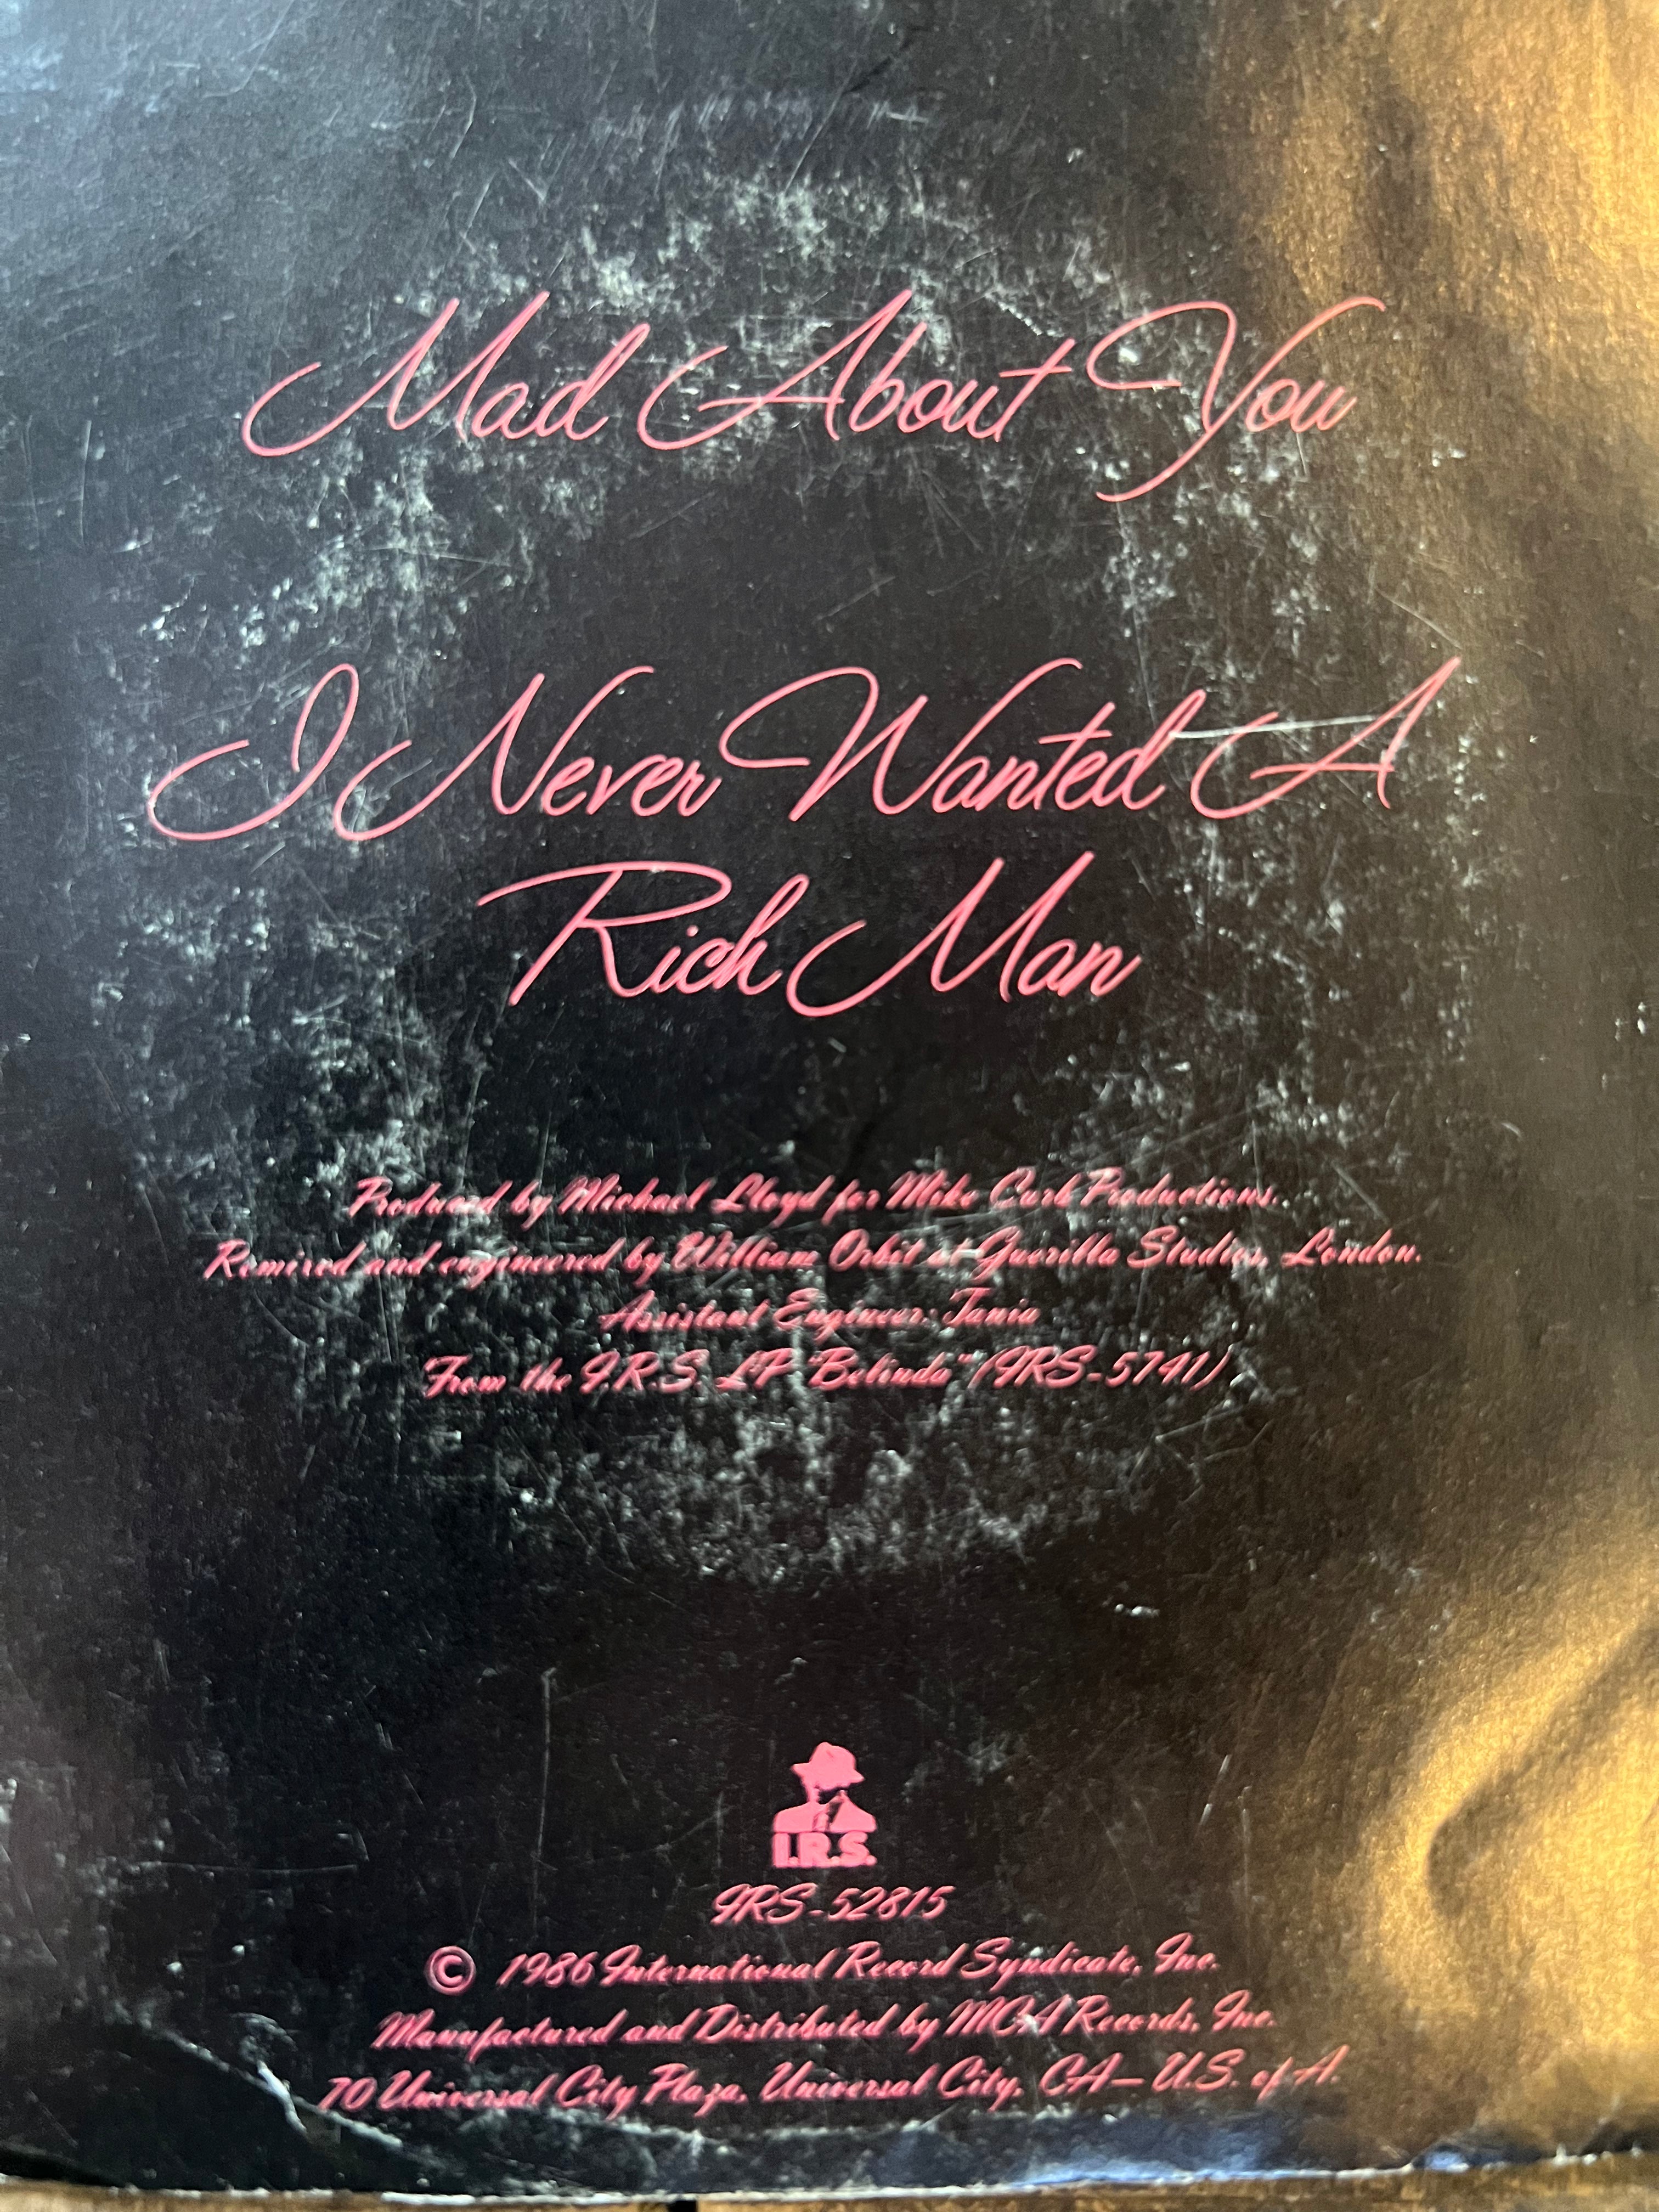 Mad About You
I Never Wanted A
Rich Man
Produced by Michael Lloyd for Mike Curb Productions.
Remixed and engineered by William Orbit at Guerilla Studios, London.
Assistant Engineer: Tania
From the I.R.S. LP "Belinda" (IRS-5741)
I.R.S.
IRS-52815
© 1986 International Record Syndicate, Inc.
Manufactured and Distributed by MCA Records, Inc.
70 Universal City Plaza, Universal City, CA—U.S. of A.